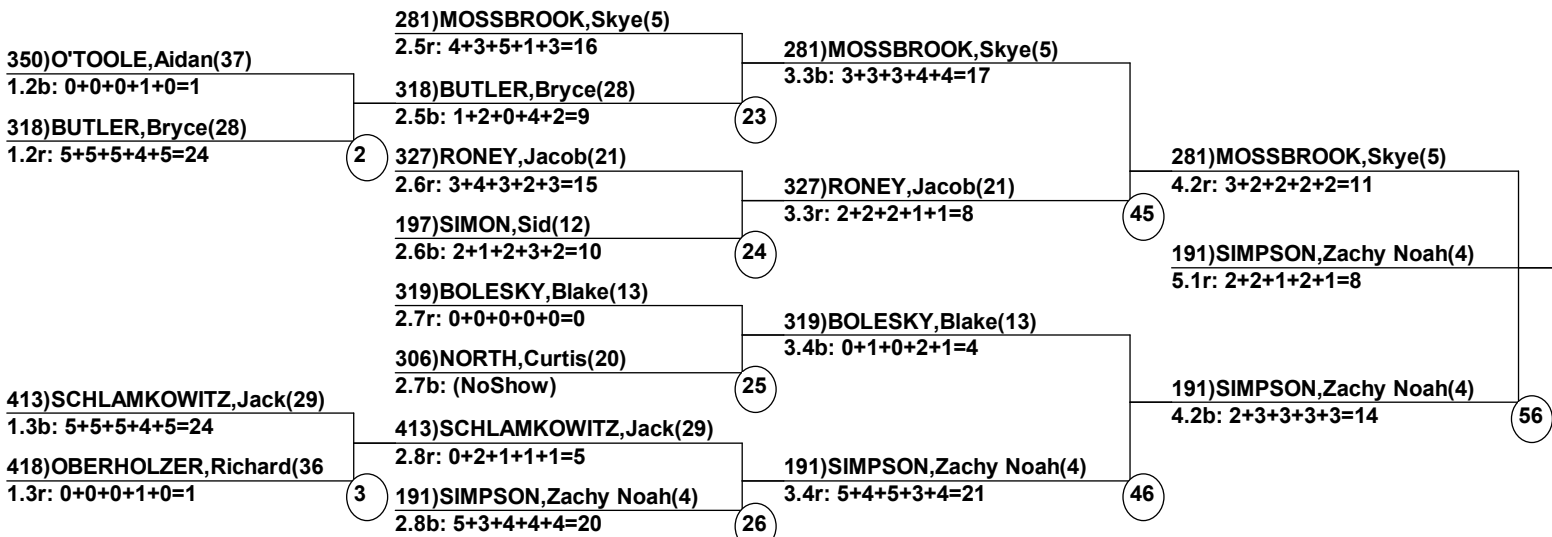 350)O'TOOLE,Aidan(37)
1.2b: 0+0+0+1+0=1
318)BUTLER,Bryce(28)
1.2r: 5+5+5+4+5=24
2
413)SCHLAMKOWITZ,Jack(29)
1.3b: 5+5+5+4+5=24
418)OBERHOLZER,Richard(36
1.3r: 0+0+0+1+0=1
3
281)MOSSBROOK,Skye(5)
2.5r: 4+3+5+1+3=16
318)BUTLER,Bryce(28)
2.5b: 1+2+0+4+2=9
23
327)RONEY,Jacob(21)
2.6r: 3+4+3+2+3=15
197)SIMON,Sid(12)
2.6b: 2+1+2+3+2=10
24
319)BOLESKY,Blake(13)
2.7r: 0+0+0+0+0=0
306)NORTH,Curtis(20)
2.7b: (NoShow)
25
413)SCHLAMKOWITZ,Jack(29)
2.8r: 0+2+1+1+1=5
191)SIMPSON,Zachy Noah(4)
2.8b: 5+3+4+4+4=20
26
281)MOSSBROOK,Skye(5)
3.3b: 3+3+3+4+4=17
327)RONEY,Jacob(21)
3.3r: 2+2+2+1+1=8
45
319)BOLESKY,Blake(13)
3.4b: 0+1+0+2+1=4
191)SIMPSON,Zachy Noah(4)
3.4r: 5+4+5+3+4=21
46
281)MOSSBROOK,Skye(5)
4.2r: 3+2+2+2+2=11
191)SIMPSON,Zachy Noah(4)
5.1r: 2+2+1+2+1=8
191)SIMPSON,Zachy Noah(4)
4.2b: 2+3+3+3+3=14
56